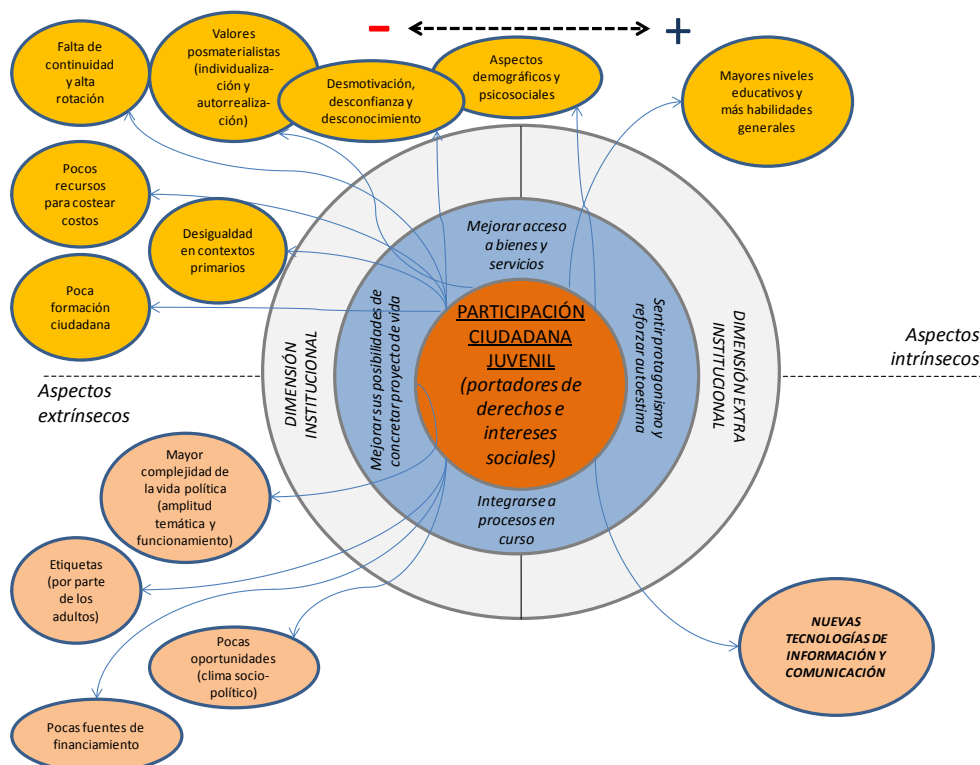 Falta de
continuidad
y alta
rotación
Valores
posmaterialistas
(individualiza-
ción y
autorrealiza-
ción)
Desmotivación,
desconfianza y
desconocimiento
-
+
Aspectos
demográficos y
psicosociales
Mayores niveles
educativos y
más habilidades
generales
Pocos
recursos
para costear
costos
Desigualdad
en contextos
primarios
Poca
formación
ciudadana
Mejorar acceso
a bienes y
servicios
Mejorar sus posibilidades de
concretar proyecto de vida
PARTICIPACIÓN
CIUDADANA
JUVENIL
(portadores de
derechos e
intereses
sociales)
Sentir protagonismo y
reforzar autoestima
Integrarse a
procesos en
curso
DIMENSIÓN
INSTITUCIONAL
DIMENSIÓN EXTRA
INSTITUCIONAL
Aspectos
extrínsecos
Aspectos
intrínsecos
Mayor
complejidad de
la vida política
(amplitud
temática y
funcionamiento)
Etiquetas
(por parte
de los
adultos)
Pocas
oportunidades
(clima socio-
político)
Pocas fuentes de
financiamiento
NUEVAS
TECNOLOGÍAS DE
INFORMACIÓN Y
COMUNICACIÓN